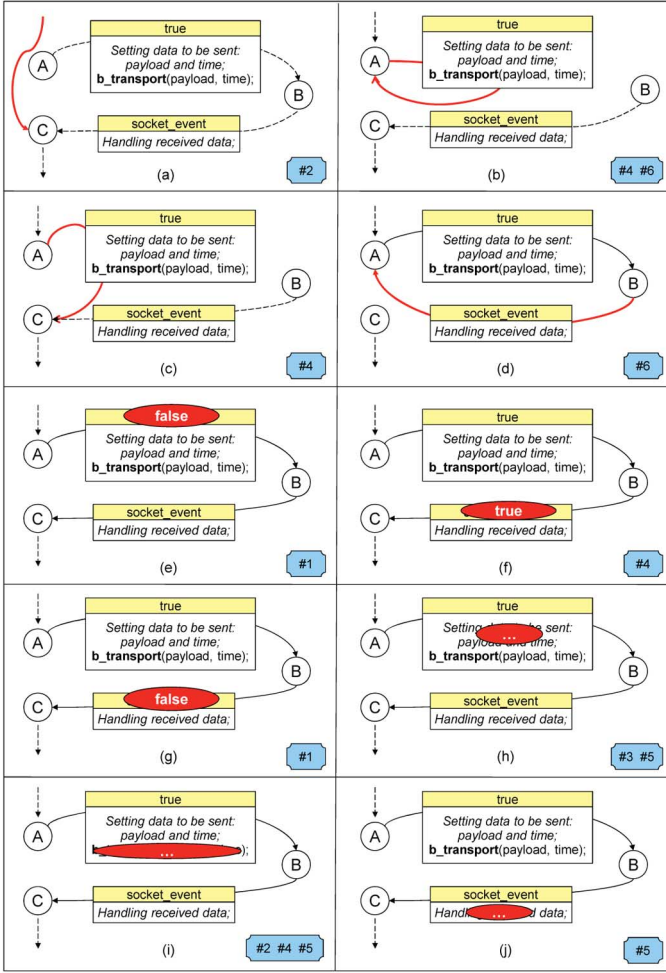 true
Setting data to be sent:
payload and time;
b_transport(payload, time);
A
B
C
socket_event
Handling received data;
(a)
#2
true
Setting data to be sent:
payload and time;
b_transport(payload, time);
A
B
C
socket_event
Handling received data;
(b)
#4 #6
true
Setting data to be sent:
payload and time;
b_transport(payload, time);
A
B
C
socket_event
Handling received data;
(c)
#4
true
Setting data to be sent:
payload and time;
b_transport(payload, time);
A
B
C
socket_event
Handling received data;
(d)
#6
false
Setting data to be sent:
payload and time;
b_transport(payload, time);
A
B
C
socket_event
Handling received data;
(e)
#1
true
Setting data to be sent:
payload and time;
b_transport(payload, time);
A
B
C
true
Handling received data;
(f)
#4
true
Setting data to be sent:
payload and time;
b_transport(payload, time);
A
B
C
false
Handling received data;
(g)
#1
true
to be sent:
...
time;
b_transport(payload, time);
A
B
C
socket_event
Handling received data;
(h)
#3 #5
true
Setting data to be sent:
payload and time;
...
A
B
C
socket_event
Handling received data;
(i)
#2 #4 #5
true
Setting data to be sent:
payload and time;
b_transport(payload, time);
A
B
C
socket_event
... data;
(j)
#5